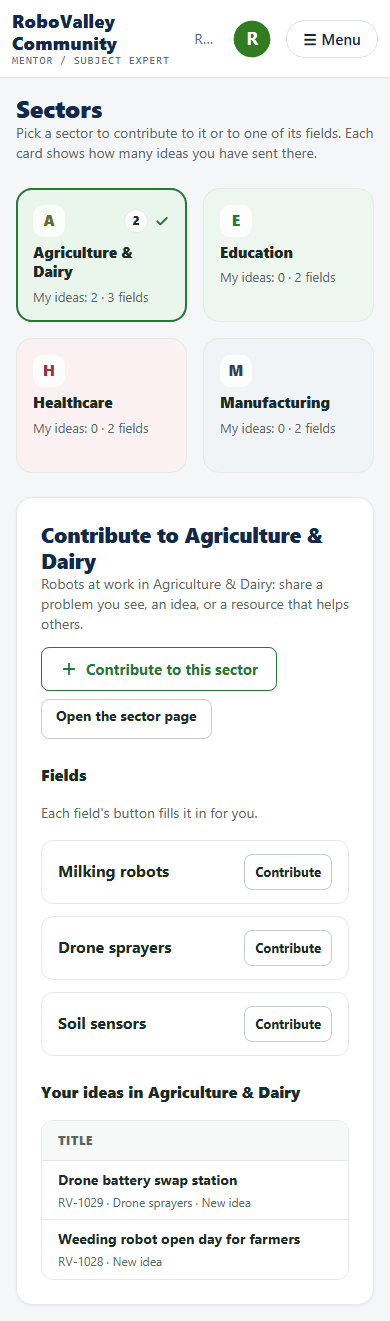 RoboValley
Community
MENTOR / SUBJECT EXPERT
R...
R
☰ Menu
Sectors
Pick a sector to contribute to it or to one of its fields. Each
card shows how many ideas you have sent there.
A
2 ✓
Agriculture &
Dairy
My ideas: 2 · 3 fields
E
Education
My ideas: 0 · 2 fields
H
Healthcare
My ideas: 0 · 2 fields
M
Manufacturing
My ideas: 0 · 2 fields
Contribute to Agriculture &
Dairy
Robots at work in Agriculture & Dairy: share a
problem you see, an idea, or a resource that helps
others.
+ Contribute to this sector
Open the sector page
Fields
Each field's button fills it in for you.
Milking robots
Contribute
Drone sprayers
Contribute
Soil sensors
Contribute
Your ideas in Agriculture & Dairy
TITLE
Drone battery swap station
RV-1029 · Drone sprayers · New idea
Weeding robot open day for farmers
RV-1028 · New idea